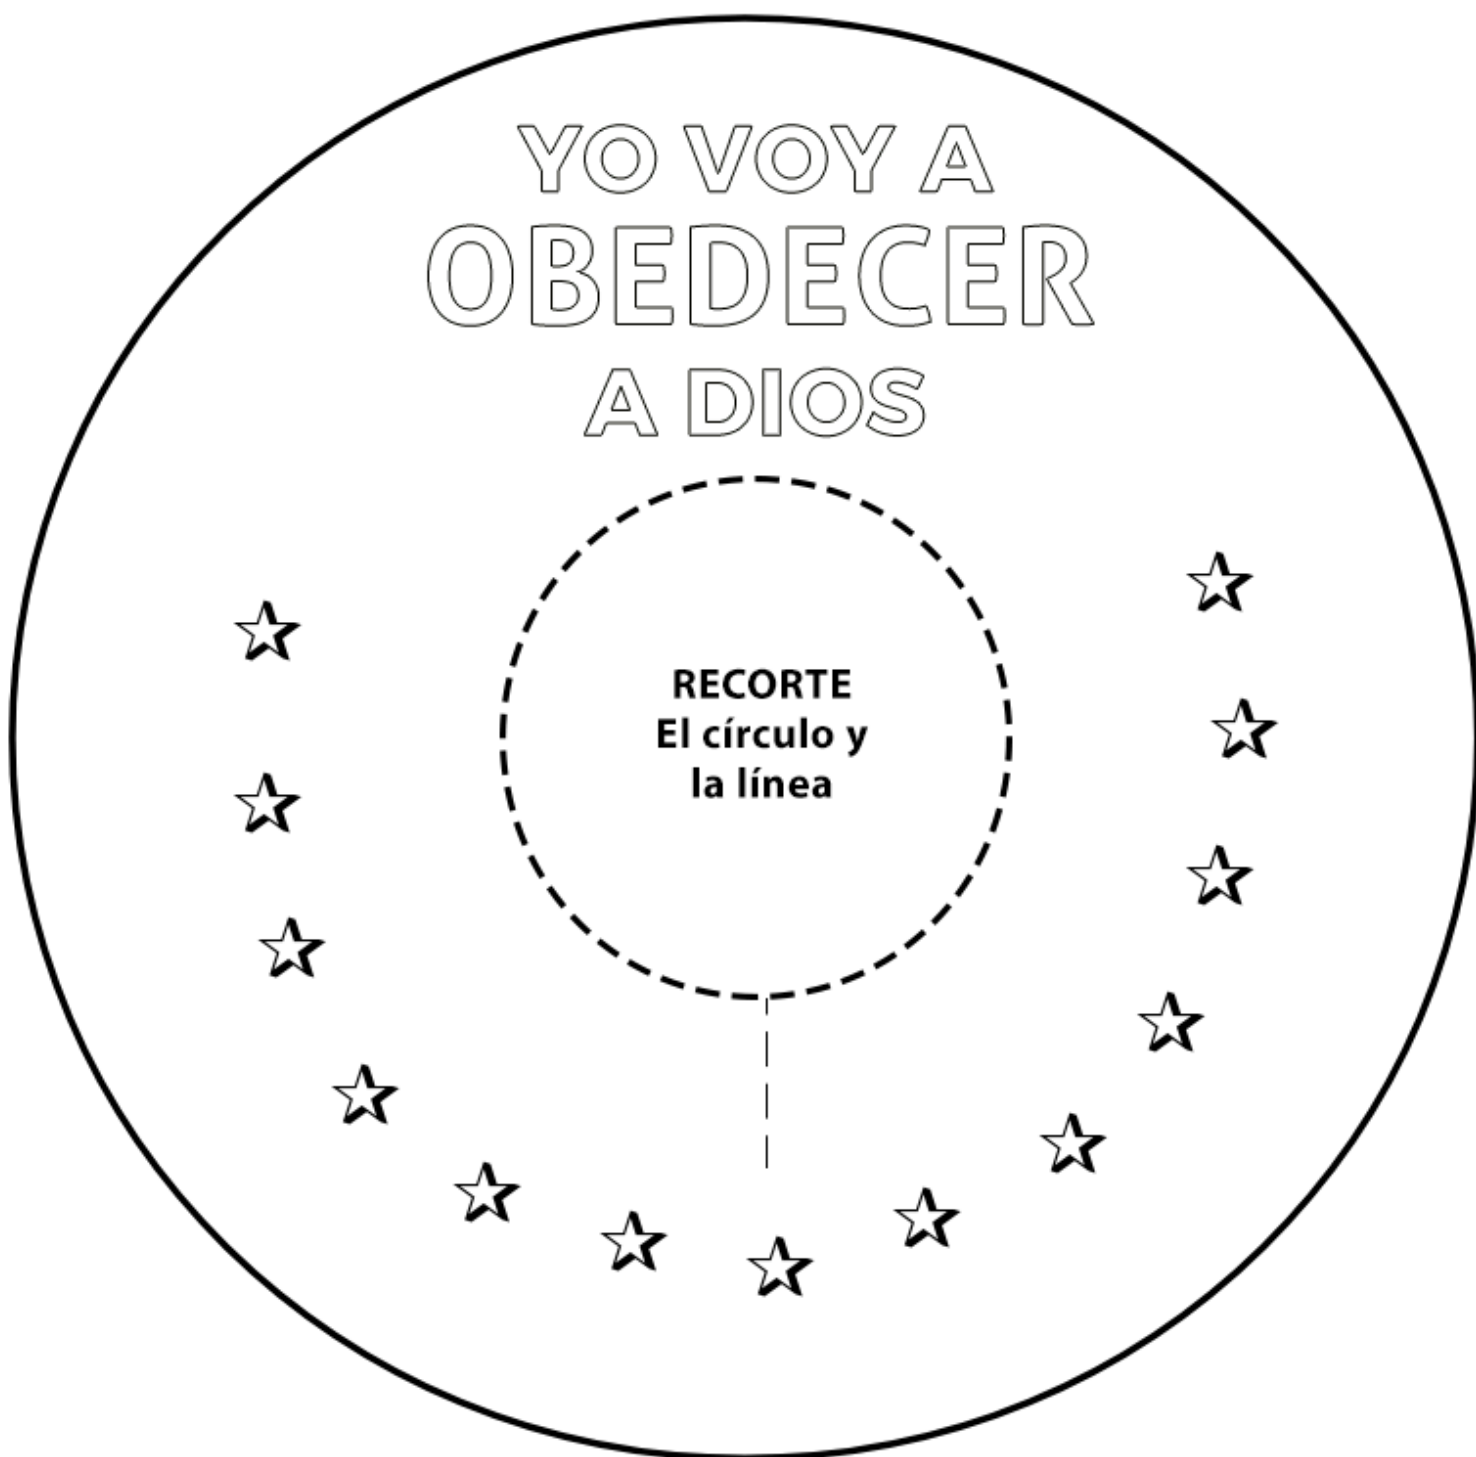 YO VOY A
OBEDECER
A DIOS
RECORTE
El círculo y
la línea